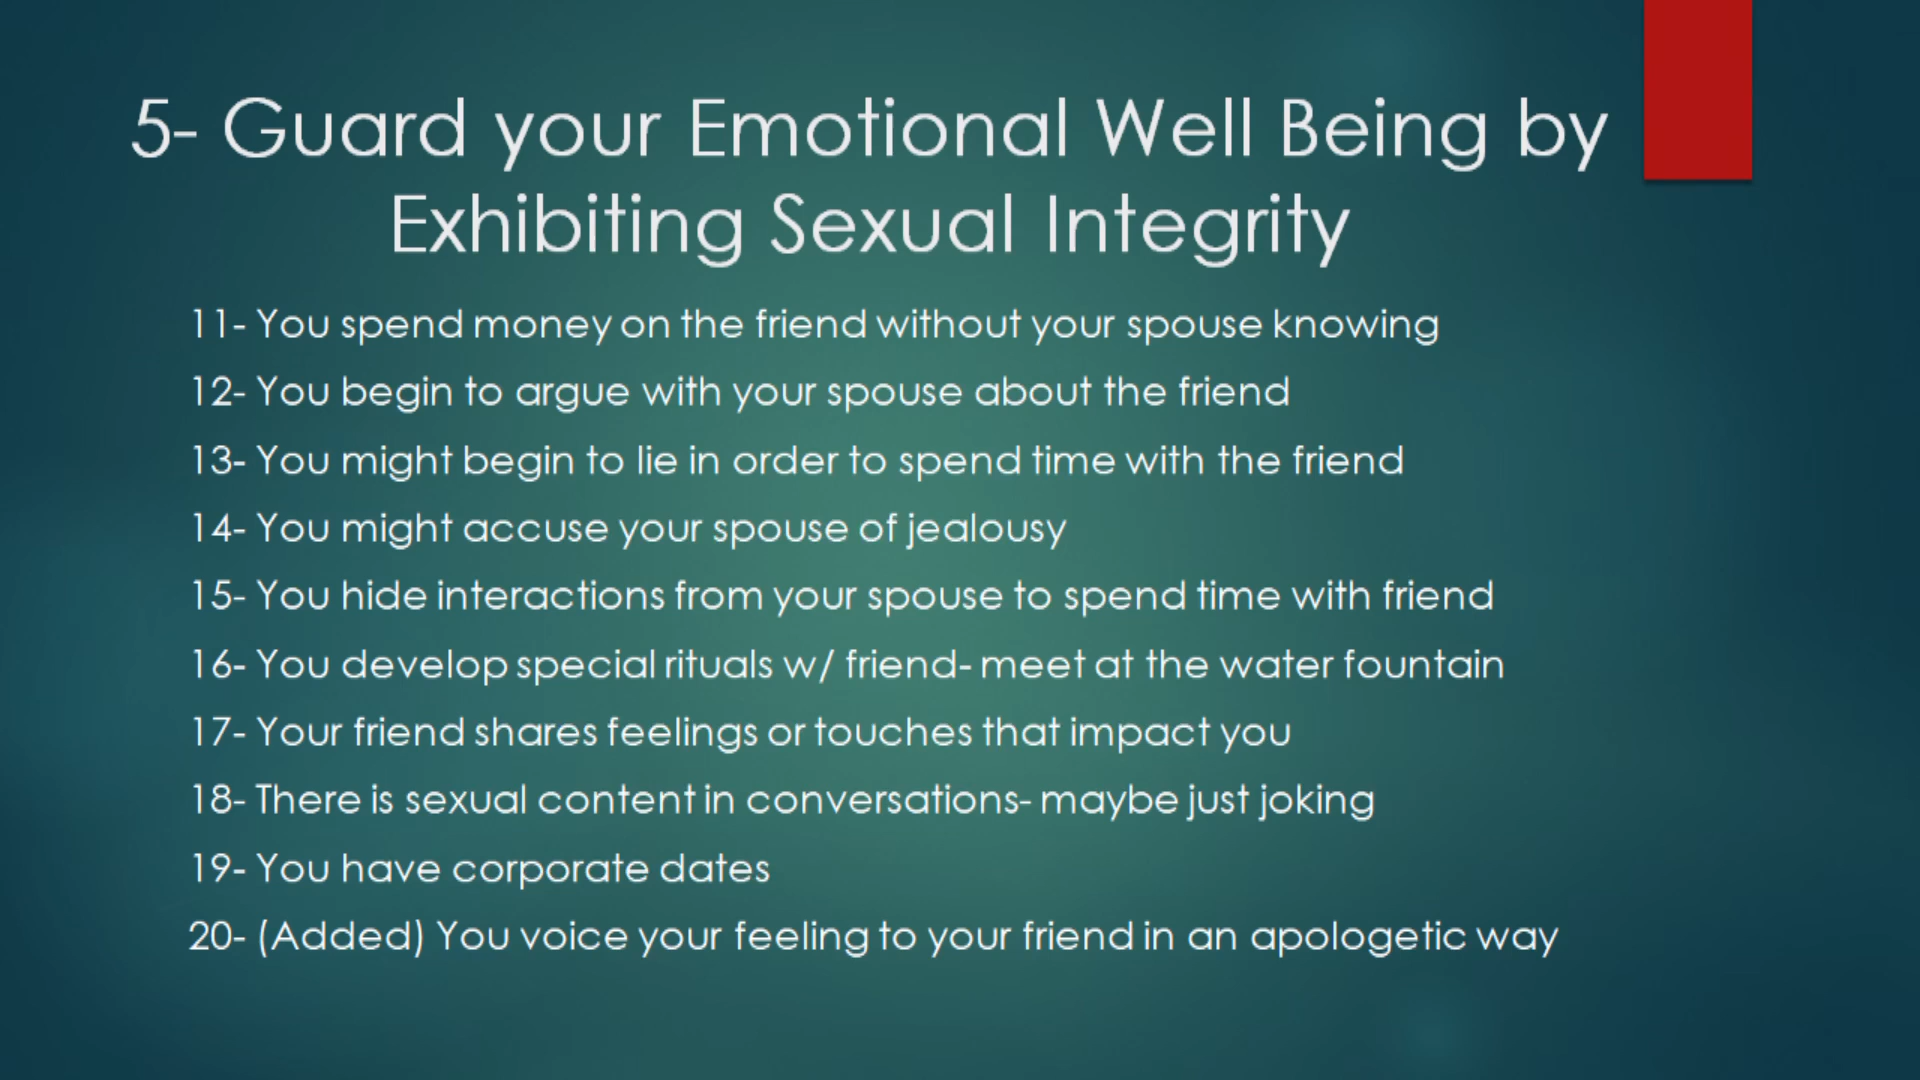 5- Guard your Emotional Well Being by
Exhibiting Sexual Integrity
11- You spend money on the friend without your spouse knowing
12- You begin to argue with your spouse about the friend
13- You might begin to lie in order to spend time with the friend
14- You might accuse your spouse of jealousy
15- You hide interactions from your spouse to spend time with friend
16- You develop special rituals w/ friend- meet at the water fountain
17- Your friend shares feelings or touches that impact you
18- There is sexual content in conversations- maybe just joking
19- You have corporate dates
20- (Added) You voice your feeling to your friend in an apologetic way